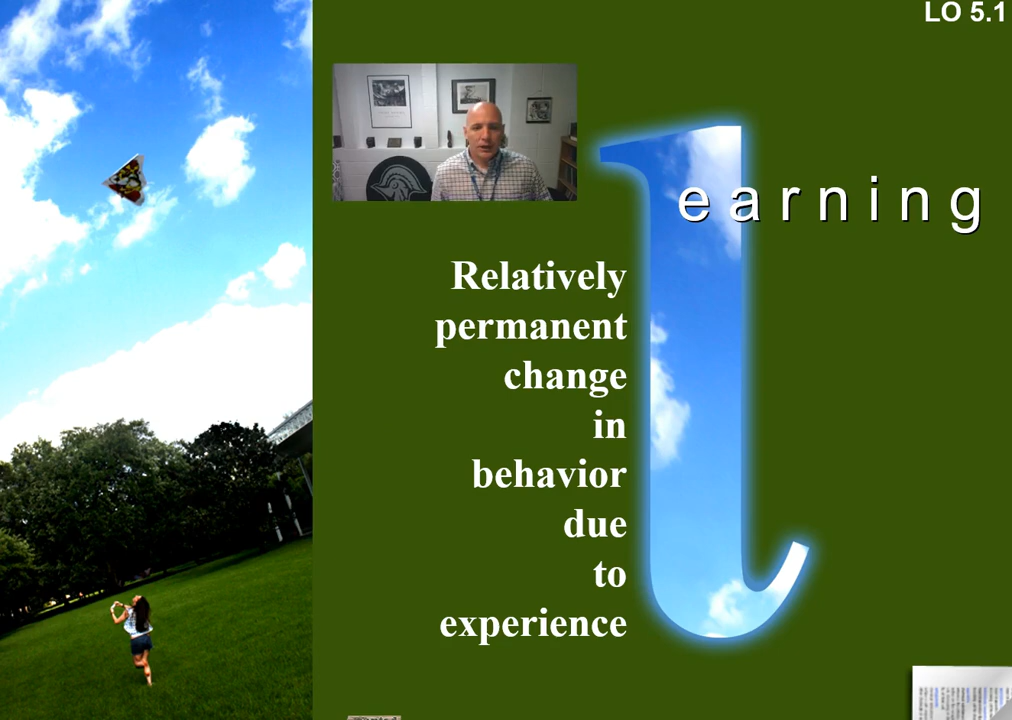 LO 5.1
learning
Relatively
permanent
change
in
behavior
due
to
experience